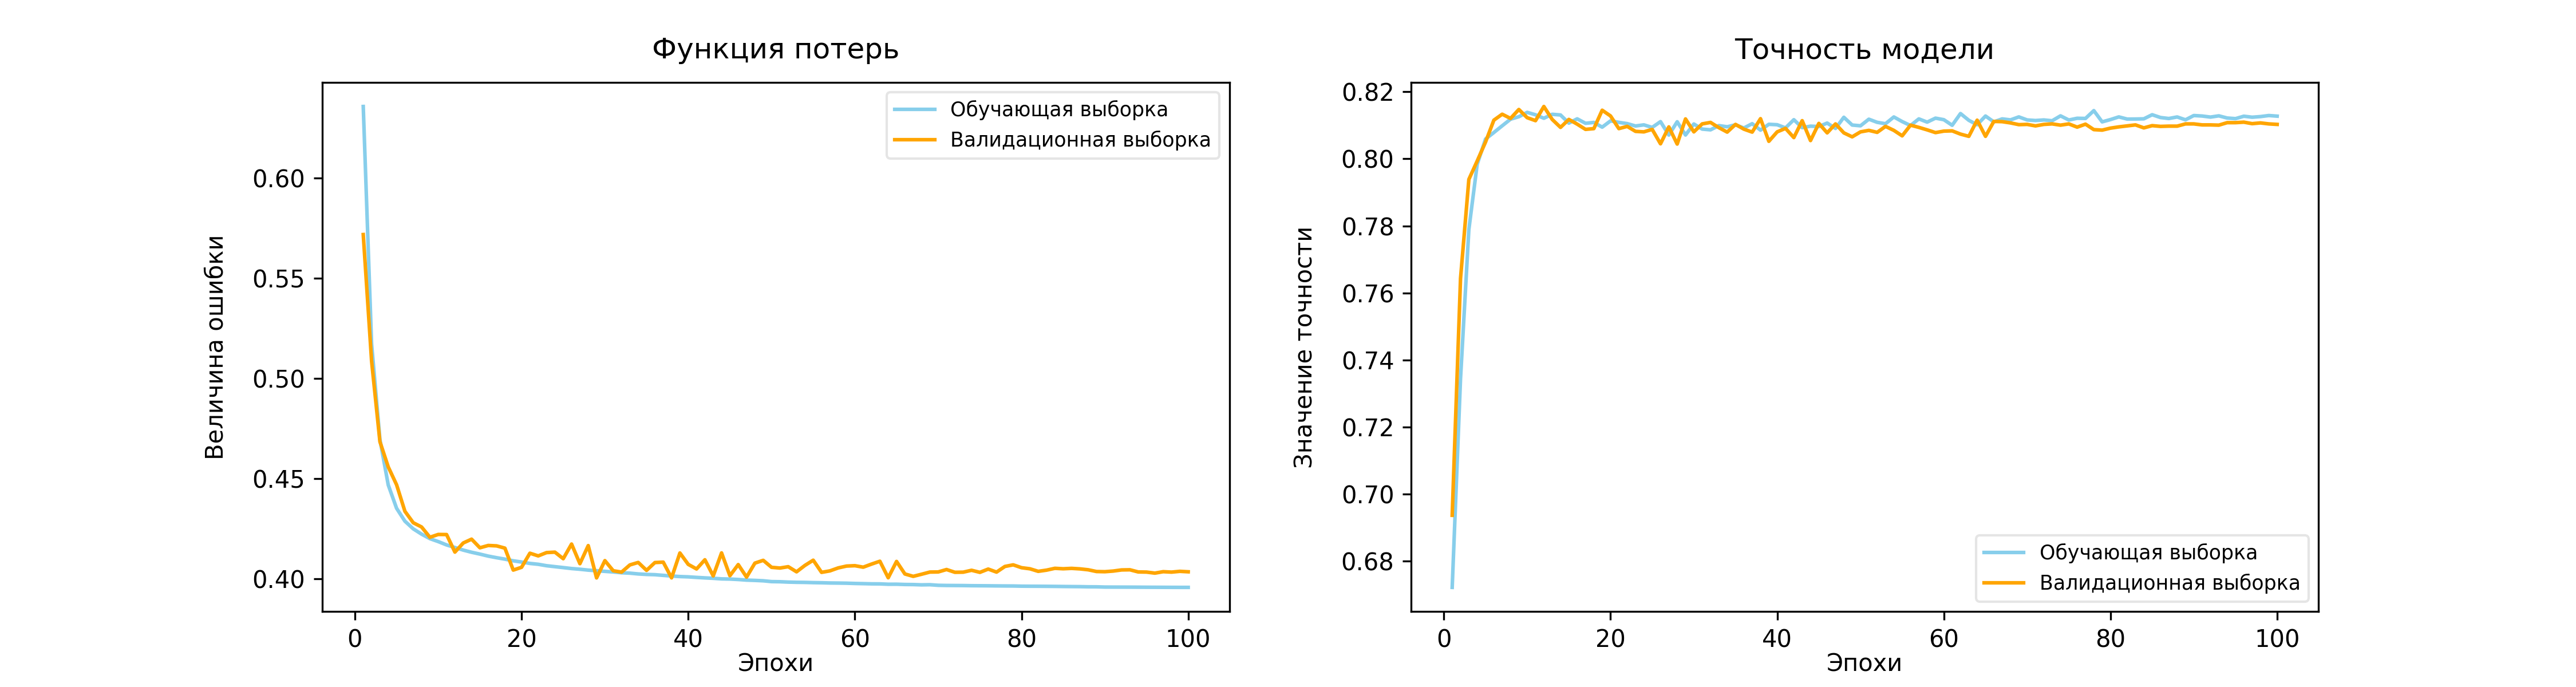 Функция потерь
Обучающая выборка
Валидационная выборка
Величина ошибки
0.60
0.55
0.50
0.45
0.40
0 20 40 60 80 100
Эпохи
Точность модели
Значение точности
0.82
0.80
0.78
0.76
0.74
0.72
0.70
0.68
Обучающая выборка
Валидационная выборка
0 20 40 60 80 100
Эпохи